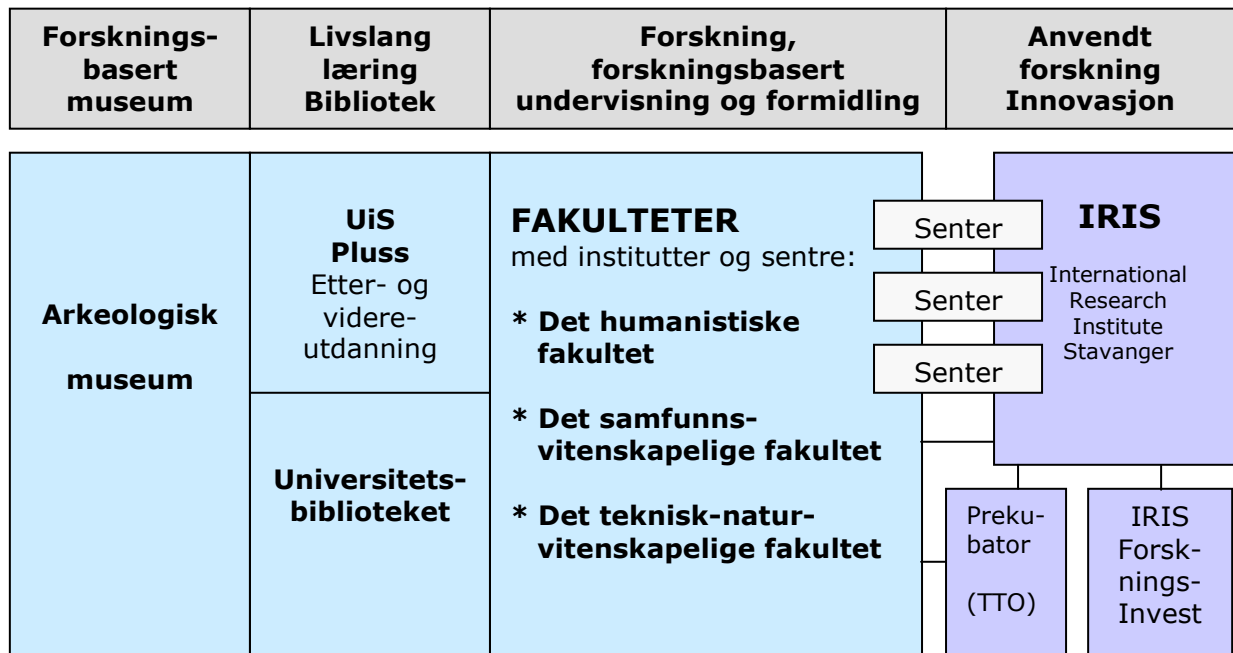 Forsknings-
basert
museum
Livslang
læring
Bibliotek
Forskning,
forskningsbasert
undervisning og formidling
Anvendt
forskning
Innovasjon
Arkeologisk
museum
UiS
Pluss
Etter- og
videre-
utdanning
Universitets-
biblioteket
FAKULTETER
med institutter og sentre:
* Det humanistiske
fakultet
* Det samfunns-
vitenskapelige fakultet
* Det teknisk-natur-
vitenskapelige fakultet
Senter
Senter
Senter
IRIS
International
Research
Institute
Stavanger
Preku-
bator
(TTO)
IRIS
Forsk-
nings-
Invest